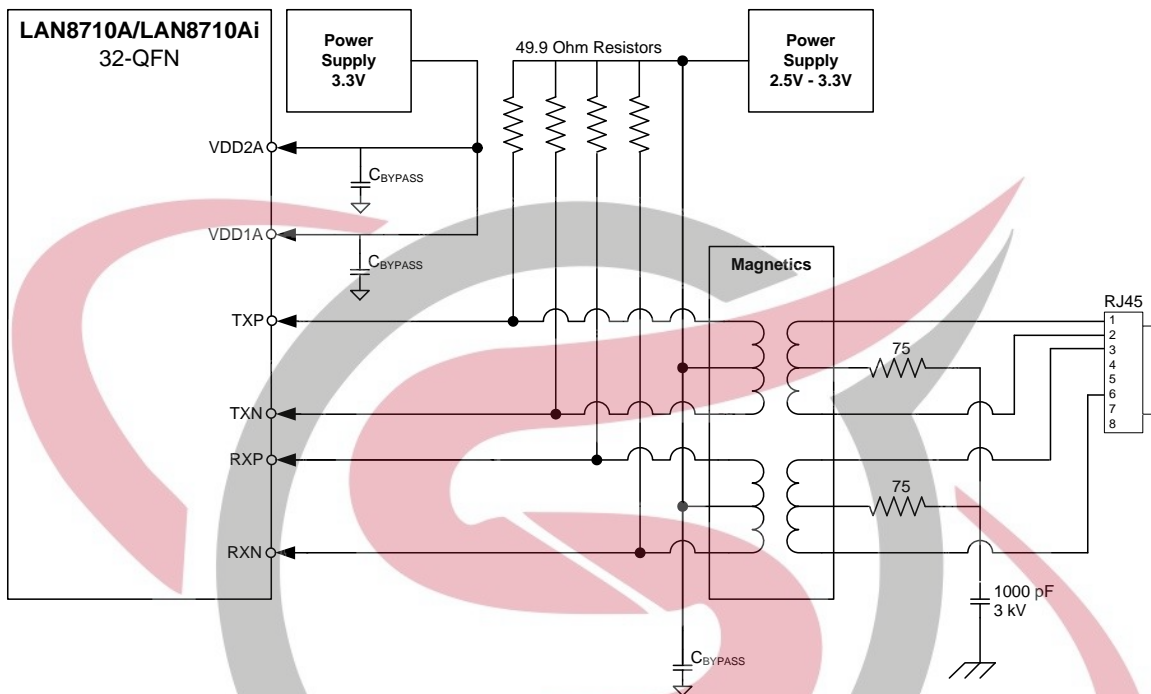 LAN8710A/LAN8710Ai
32-QFN
Power
Supply
3.3V
49.9 Ohm Resistors
Power
Supply
2.5V - 3.3V
VDD2A
CBYPASS
VDD1A
CBYPASS
Magnetics
TXP
RJ45
1
2
3
4
5
6
7
8
75
TXN
RXP
75
RXN
1000 pF
3 kV
CBYPASS